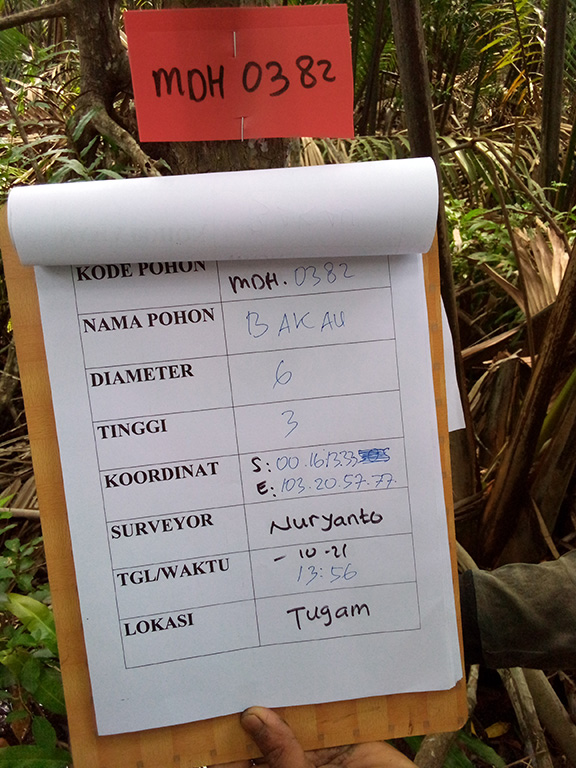 MDH 0382
KODE POHON MDH. 0382
NAMA POHON BAKAU
DIAMETER 6
TINGGI 3
KOORDINAT S: 00.16.13.33
E: 103.20.57.77.
SURVEYOR Nuryanto
TGL/WAKTU - 10-21
13:56
LOKASI Tugam